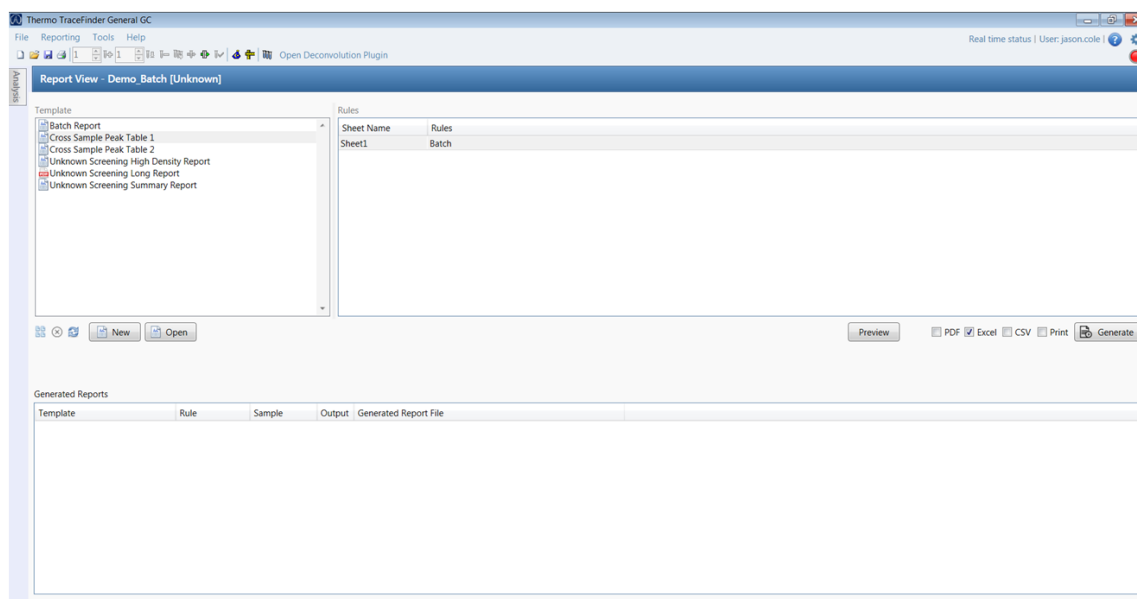 Thermo TraceFinder General GC
File Reporting Tools Help
Real time status | User: jason.cole | ?
1 1 Open Deconvolution Plugin
Analysis
Report View - Demo_Batch [Unknown]
Template
Batch Report
Cross Sample Peak Table 1
Cross Sample Peak Table 2
Unknown Screening High Density Report
Unknown Screening Long Report
Unknown Screening Summary Report
Rules
Sheet Name Rules
Sheet1 Batch
New Open Preview PDF Excel CSV Print Generate
Generated Reports
Template Rule Sample Output Generated Report File